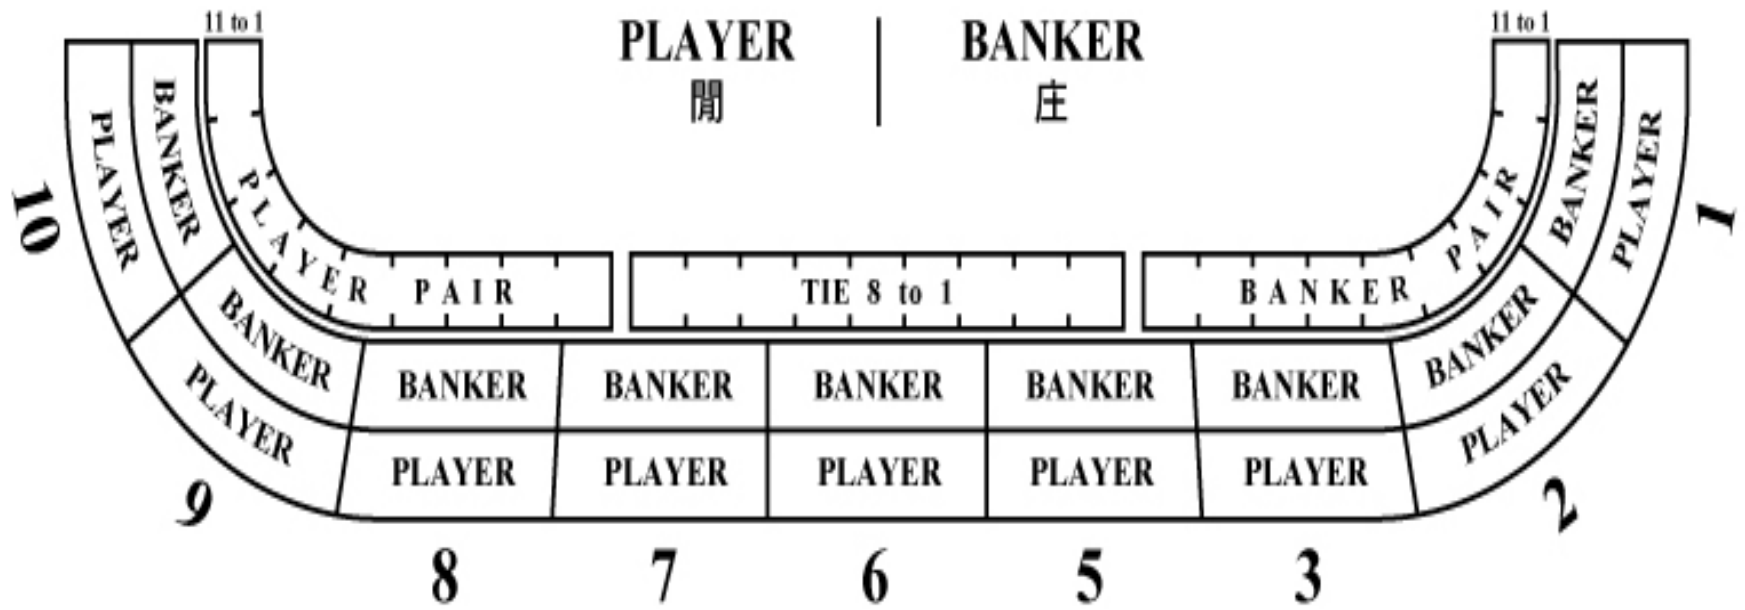 11 to 1
PLAYER
BANKER
11 to 1
閒
庄
PLAYER
BANKER
BANKER
PLAYER
10
1
PLAYER PAIR
TIE 8 to 1
BANKER PAIR
BANKER
BANKER
BANKER
BANKER
BANKER
BANKER
BANKER
PLAYER
PLAYER
PLAYER
PLAYER
PLAYER
PLAYER
PLAYER
9
8
7
6
5
3
2